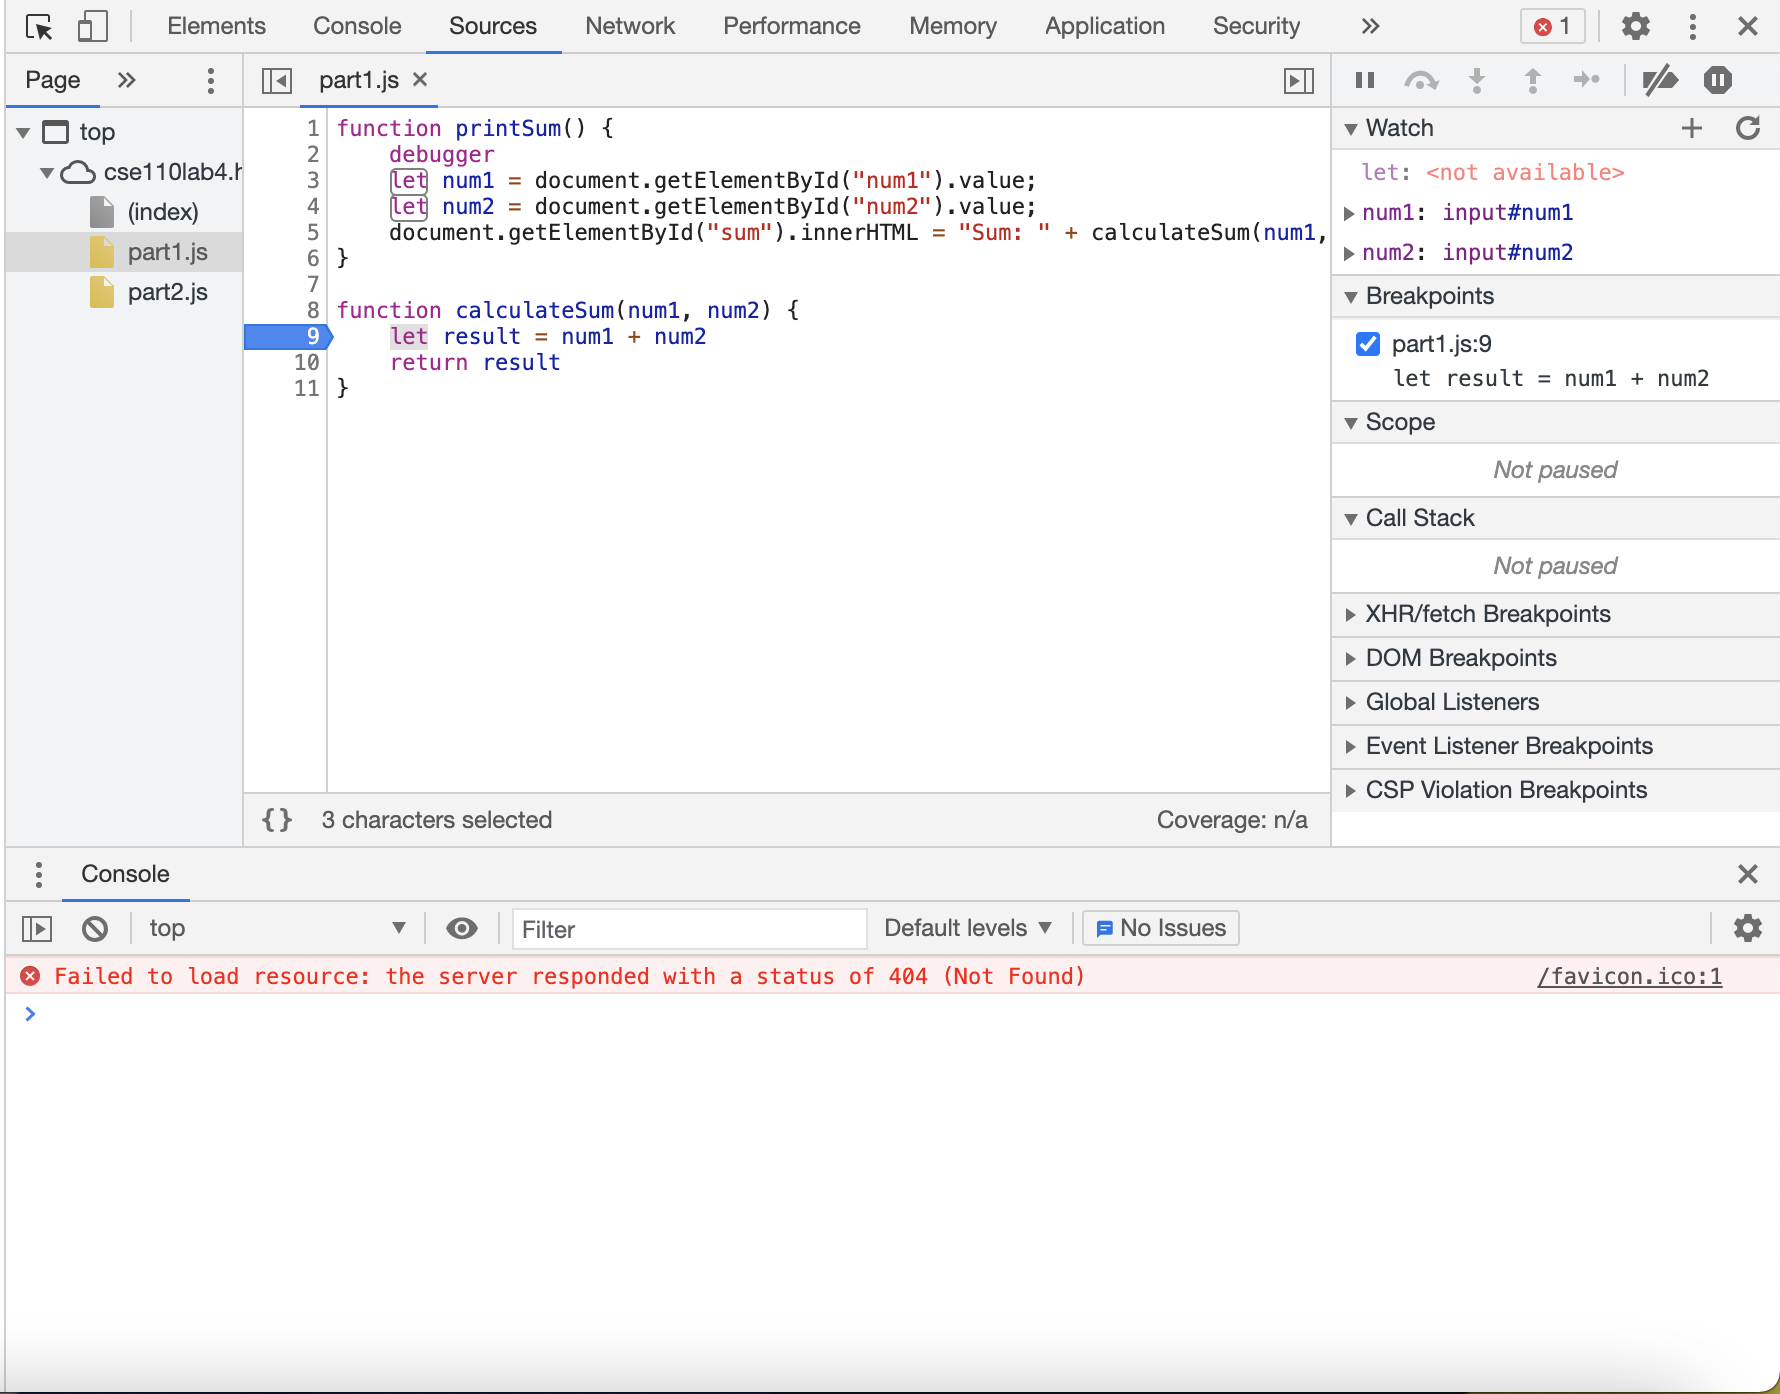 Elements Console Sources Network Performance Memory Application Security 1
Page
part1.js
top
cse110lab4.h
(index)
part1.js
part2.js
1 function printSum() {
2 debugger
3 let num1 = document.getElementById("num1").value;
4 let num2 = document.getElementById("num2").value;
5 document.getElementById("sum").innerHTML = "Sum: " + calculateSum(num1,
6 }
7
8 function calculateSum(num1, num2) {
9 let result = num1 + num2
10 return result
11 }
{} 3 characters selected Coverage: n/a
Watch
let: <not available>
num1: input#num1
num2: input#num2
Breakpoints
part1.js:9
let result = num1 + num2
Scope
Not paused
Call Stack
Not paused
XHR/fetch Breakpoints
DOM Breakpoints
Global Listeners
Event Listener Breakpoints
CSP Violation Breakpoints
Console
top Filter Default levels No Issues
Failed to load resource: the server responded with a status of 404 (Not Found) /favicon.ico:1